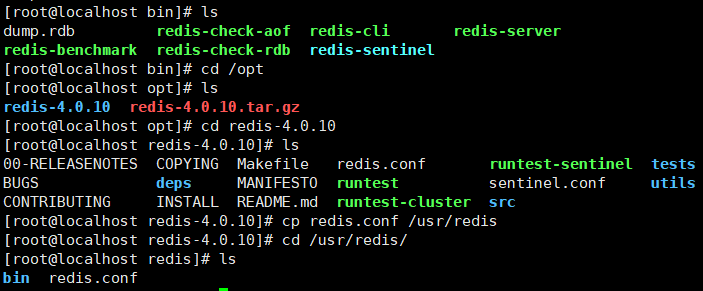 [root@localhost bin]# ls
dump.rdb         redis-check-aof  redis-cli       redis-server
redis-benchmark  redis-check-rdb  redis-sentinel
[root@localhost bin]# cd /opt
[root@localhost opt]# ls
redis-4.0.10  redis-4.0.10.tar.gz
[root@localhost opt]# cd redis-4.0.10
[root@localhost redis-4.0.10]# ls
00-RELEASENOTES  COPYING  Makefile   redis.conf       runtest-sentinel  tests
BUGS             deps     MANIFESTO  runtest          sentinel.conf     utils
CONTRIBUTING     INSTALL  README.md  runtest-cluster  src
[root@localhost redis-4.0.10]# cp redis.conf /usr/redis
[root@localhost redis-4.0.10]# cd /usr/redis/
[root@localhost redis]# ls
bin  redis.conf